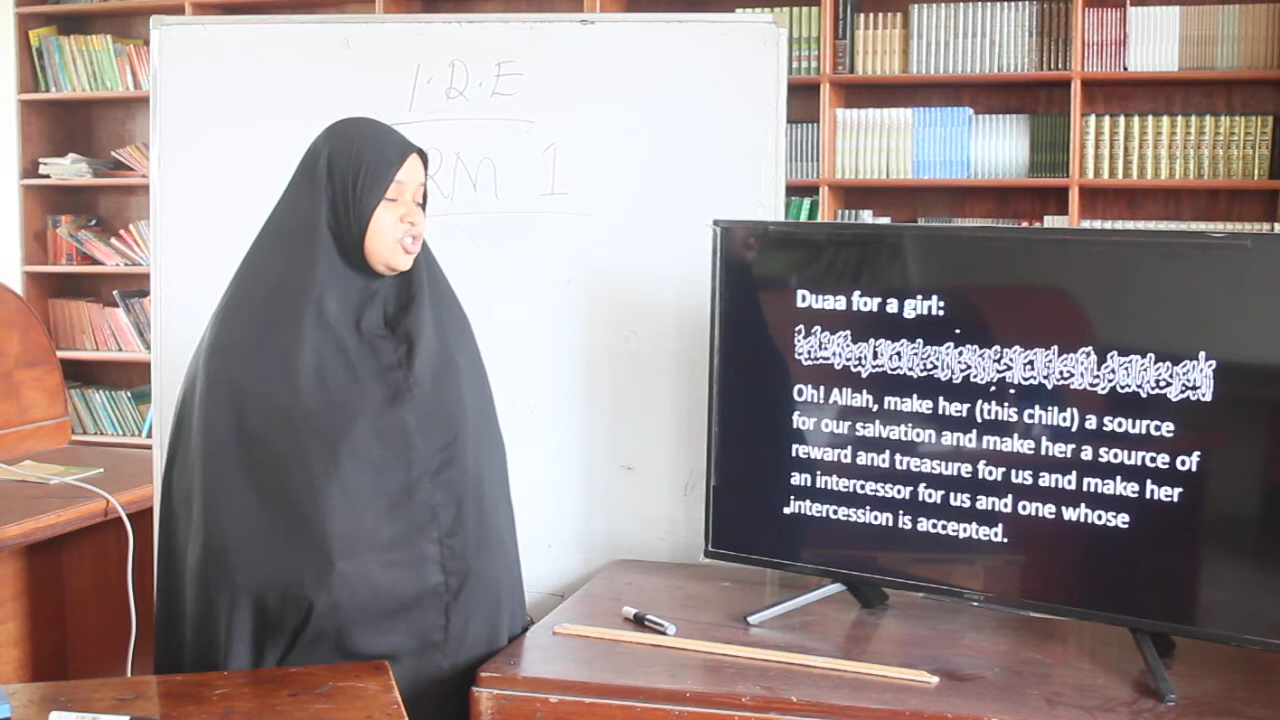 I.R.E
RM 1
Duaa for a girl:
Oh! Allah, make her (this child) a source
for our salvation and make her a source of
reward and treasure for us and make her
an intercessor for us and one whose
intercession is accepted.
SONY